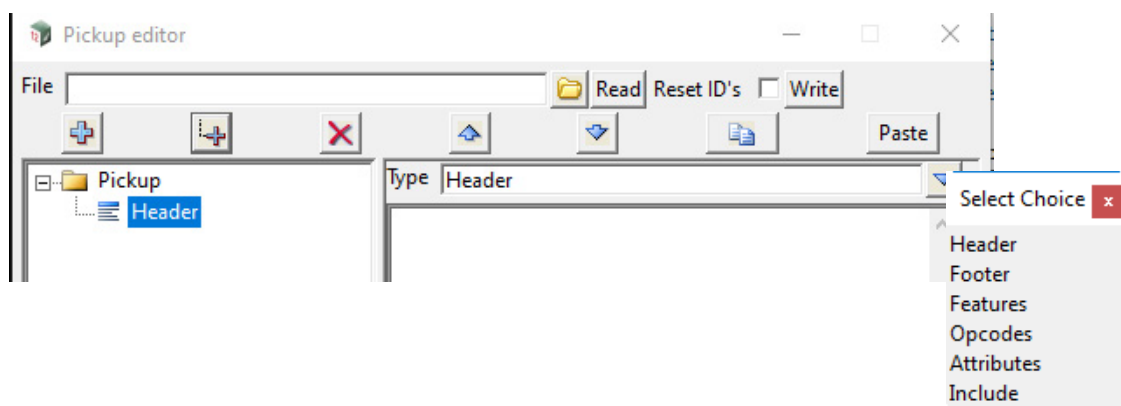 Pickup editor
File Read Reset ID's Write
Paste
Pickup
Header
Type Header
Select Choice x
Header
Footer
Features
Opcodes
Attributes
Include